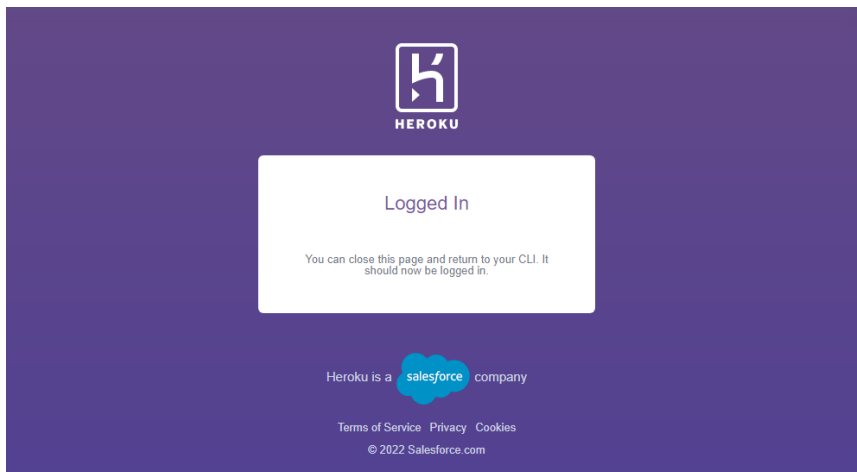 HEROKU
Logged In
You can close this page and return to your CLI. It
should now be logged in.
Heroku is a salesforce company
Terms of Service Privacy Cookies
© 2022 Salesforce.com